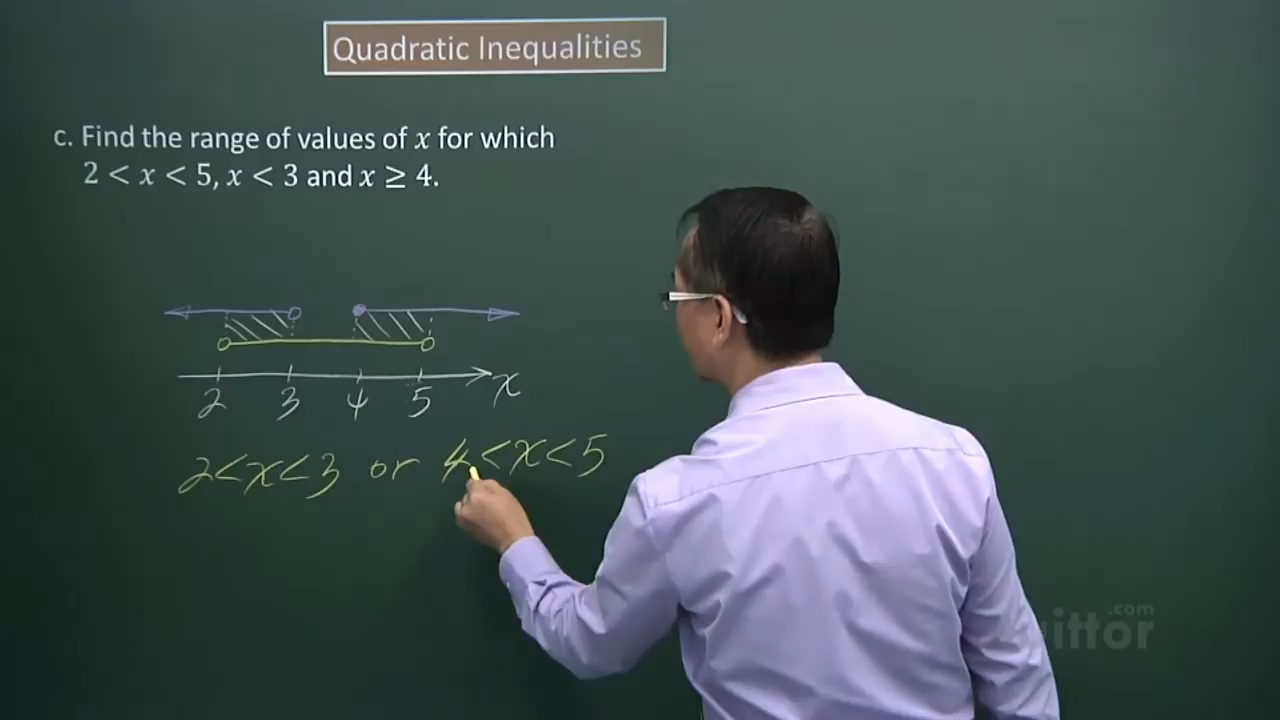 Quadratic Inequalities
c. Find the range of values of x for which
2 < x < 5, x < 3 and x ≥ 4.
2 3 4 5 x
2<x<3 or 4<x<5
.com